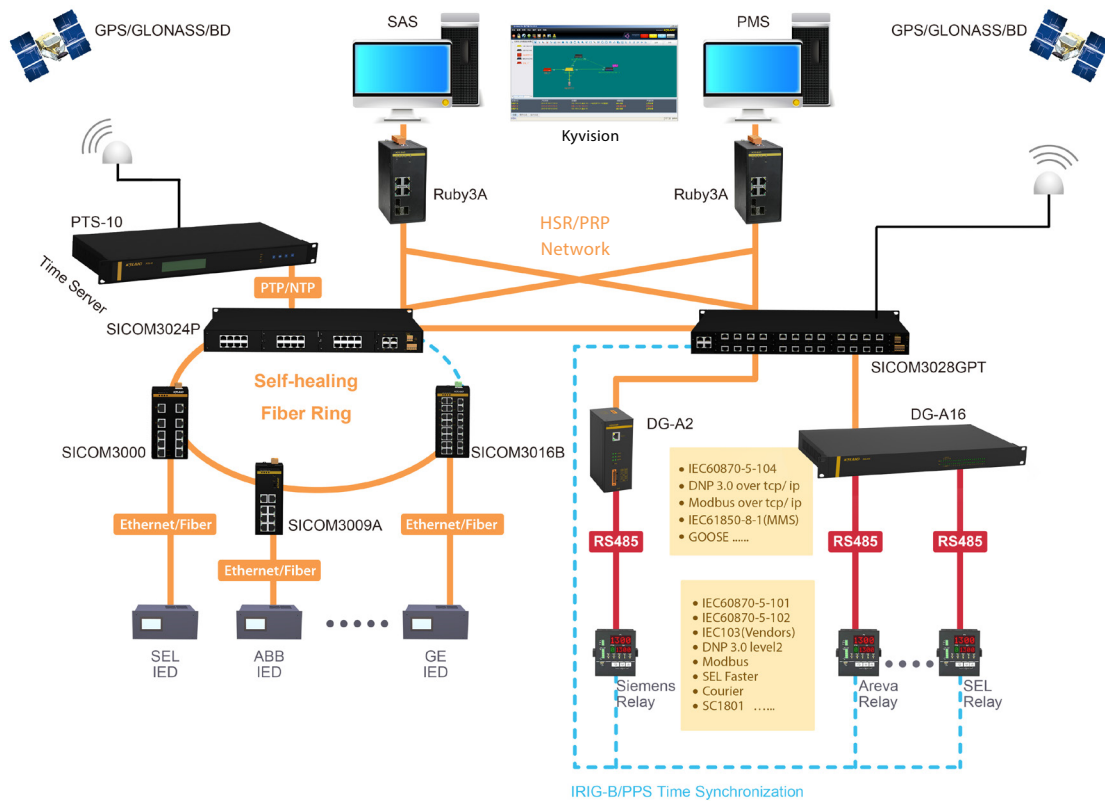 GPS/GLONASS/BD
SAS
PMS
GPS/GLONASS/BD
Kyvision
Ruby3A
Ruby3A
HSR/PRP
Network
PTS-10
Time Server
PTP/NTP
SICOM3024P
SICOM3028GPT
Self-healing
Fiber Ring
SICOM3000
SICOM3016B
SICOM3009A
DG-A2
DG-A16
Ethernet/Fiber
Ethernet/Fiber
Ethernet/Fiber
• IEC60870-5-104
• DNP 3.0 over tcp/ ip
• Modbus over tcp/ ip
• IEC61850-8-1(MMS)
• GOOSE ......
RS485
RS485
RS485
• IEC60870-5-101
• IEC60870-5-102
• IEC103(Vendors)
• DNP 3.0 level2
• Modbus
• SEL Faster
• Courier
• SC1801 …...
SEL
IED
ABB
IED
GE
IED
1300
1300
1300
Siemens
Relay
Areva
Relay
SEL
Relay
IRIG-B/PPS Time Synchronization